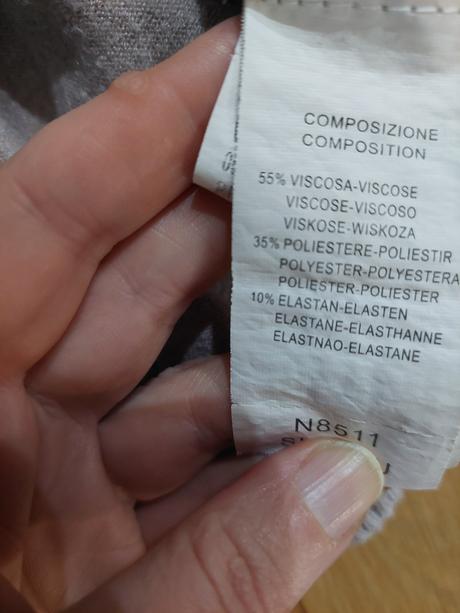 COMPOSIZIONE
COMPOSITION
55% VISCOSA-VISCOSE
VISCOSE-VISCOSO
VISKOSE-WISKOZA
35% POLIESTERE-POLIESTIR
POLYESTER-POLYESTERA
POLIESTER-POLIESTER
10% ELASTAN-ELASTEN
ELASTANE-ELASTHANNE
ELASTNAO-ELASTANE
N8511